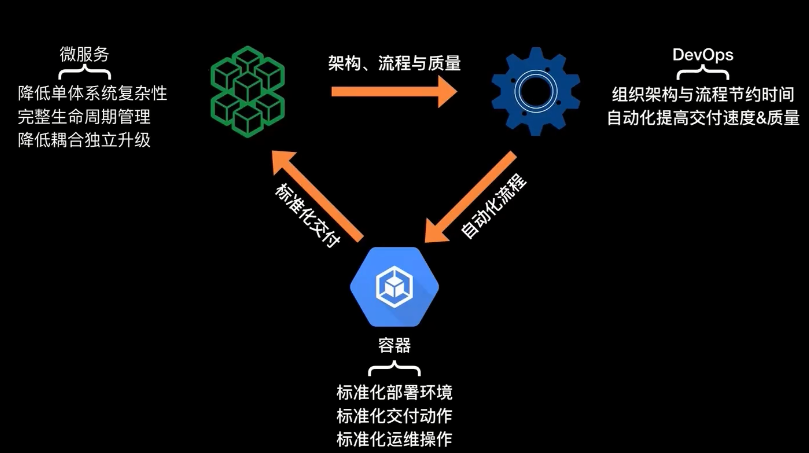 微服务
降低单体系统复杂性
完整生命周期管理
降低耦合独立升级
架构、流程与质量
DevOps
组织架构与流程节约时间
自动化提高交付速度&质量
标准化交付
自动化流程
容器
标准化部署环境
标准化交付动作
标准化运维操作